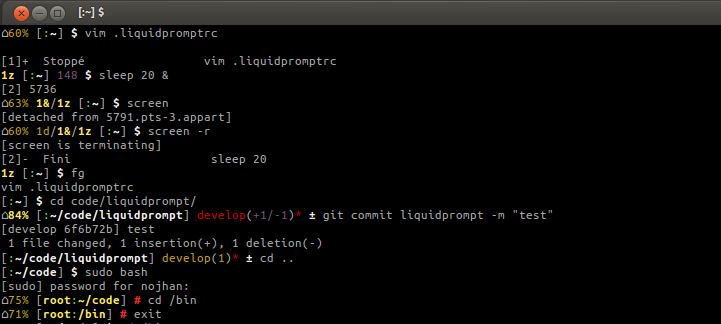 [:~] $
⌂60% [:~] $ vim .liquidpromptrc
[1]+  Stoppé                 vim .liquidpromptrc
1z [:~] 148 $ sleep 20 &
[2] 5736
⌂63% 1&/1z [:~] $ screen
[detached from 5791.pts-3.appart]
⌂60% 1d/1&/1z [:~] $ screen -r
[screen is terminating]
[2]-  Fini                    sleep 20
1z [:~] $ fg
vim .liquidpromptrc
[:~] $ cd code/liquidprompt/
⌂84% [:~/code/liquidprompt] develop(+1/-1)* ± git commit liquidprompt -m "test"
[develop 6f6b72b] test
 1 file changed, 1 insertion(+), 1 deletion(-)
[:~/code/liquidprompt] develop(1)* ± cd ..
[:~/code] $ sudo bash
[sudo] password for nojhan:
⌂75% [root:~/code] # cd /bin
⌂71% [root:/bin] # exit